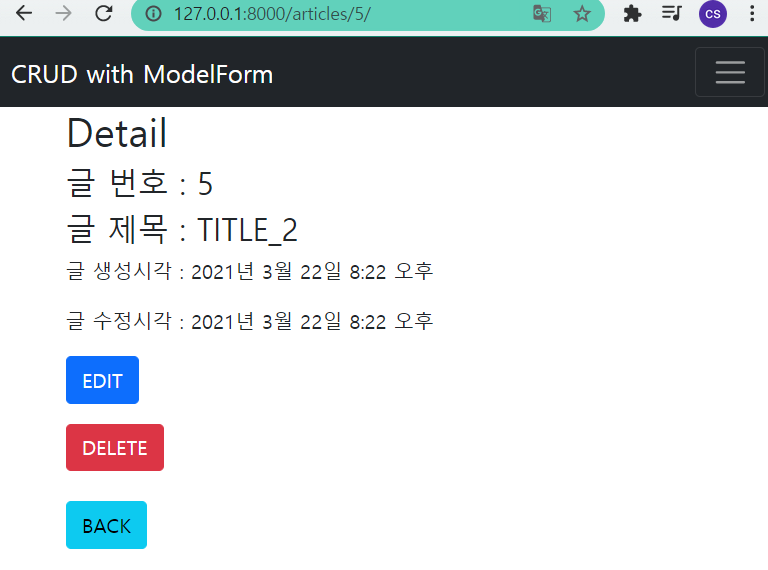 127.0.0.1:8000/articles/5/
CS
CRUD with ModelForm
Detail
글 번호 : 5
글 제목 : TITLE_2
글 생성시각 : 2021년 3월 22일 8:22 오후
글 수정시각 : 2021년 3월 22일 8:22 오후
EDIT
DELETE
BACK